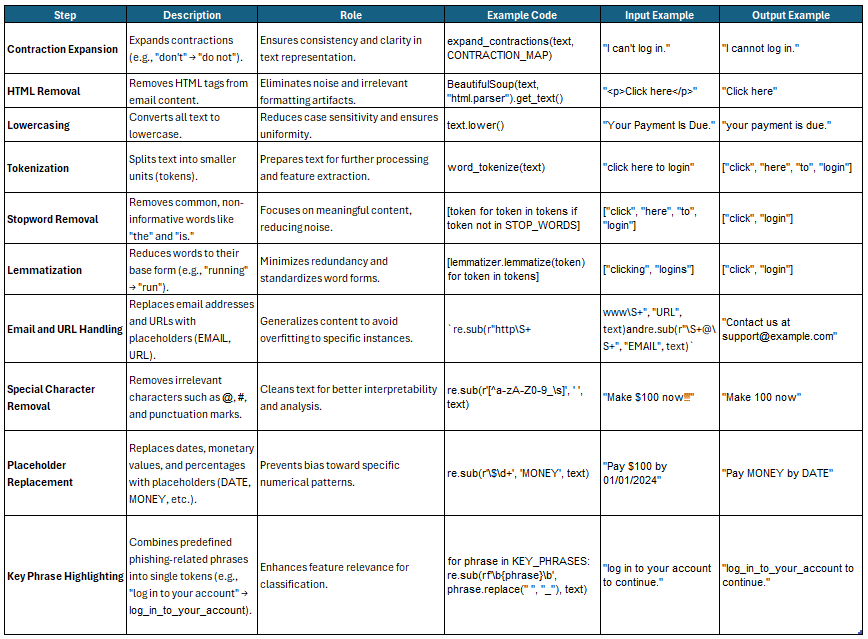 Step Description Role Example Code Input Example Output Example
Contraction Expansion
Expands contractions
(e.g., "don't" → "do not").
Ensures consistency and clarity in
text representation.
expand_contractions(text,
CONTRACTION_MAP)
"I can't log in."
"I cannot log in."
HTML Removal
Removes HTML tags from
email content.
Eliminates noise and irrelevant
formatting artifacts.
BeautifulSoup(text,
"html.parser").get_text()
"<p>Click here</p>"
"Click here"
Lowercasing
Converts all text to
lowercase.
Reduces case sensitivity and ensures
uniformity.
text.lower()
"Your Payment Is Due."
"your payment is due."
Tokenization
Splits text into smaller
units (tokens).
Prepares text for further processing
and feature extraction.
word_tokenize(text)
"click here to login"
["click", "here", "to", "login"]
Stopword Removal
Removes common, non-
informative words like
"the" and "is."
Focuses on meaningful content,
reducing noise.
[token for token in tokens if
token not in STOP_WORDS]
["click", "here", "to",
"login"]
["click", "login"]
Lemmatization
Reduces words to their
base form (e.g., "running"
→ "run").
Minimizes redundancy and
standardizes word forms.
[lemmatizer.lemmatize(token)
for token in tokens]
["clicking", "logins"]
["click", "login"]
Email and URL Handling
Replaces email addresses
and URLs with
placeholders (EMAIL,
URL).
Generalizes content to avoid
overfitting to specific instances.
`re.sub(r"http\S+
www\S+", "URL",
text)andre.sub(r"\S+@\
S+", "EMAIL", text)`
"Contact us at
support@example.com"
Special Character
Removal
Removes irrelevant
characters such as @, #,
and punctuation marks.
Cleans text for better interpretability
and analysis.
re.sub(r'[^a-zA-Z0-9_\s]', ' ',
text)
"Make $100 now!!!"
"Make 100 now"
Placeholder
Replacement
Replaces dates, monetary
values, and percentages
with placeholders (DATE,
MONEY, etc.).
Prevents bias toward specific
numerical patterns.
re.sub(r'\$\d+', 'MONEY', text)
"Pay $100 by
01/01/2024"
"Pay MONEY by DATE"
Key Phrase Highlighting
Combines predefined
phishing-related phrases
into single tokens (e.g.,
"log in to your account" →
log_in_to_your_account).
Enhances feature relevance for
classification.
for phrase in KEY_PHRASES:
re.sub(rf'\b{phrase}\b',
phrase.replace(" ", "_"), text)
"log in to your account
to continue."
"log_in_to_your_account to
continue."